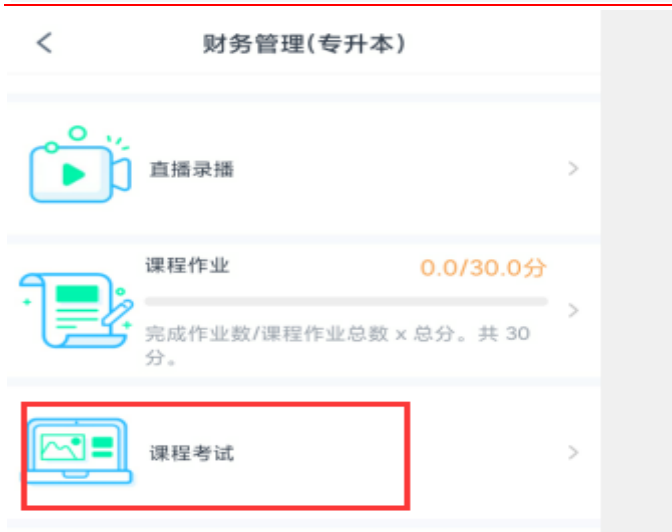 财务管理(专升本)
直播录播
课程作业
0.0/30.0分
完成作业数/课程作业总数 x 总分。共 30
分。
课程考试